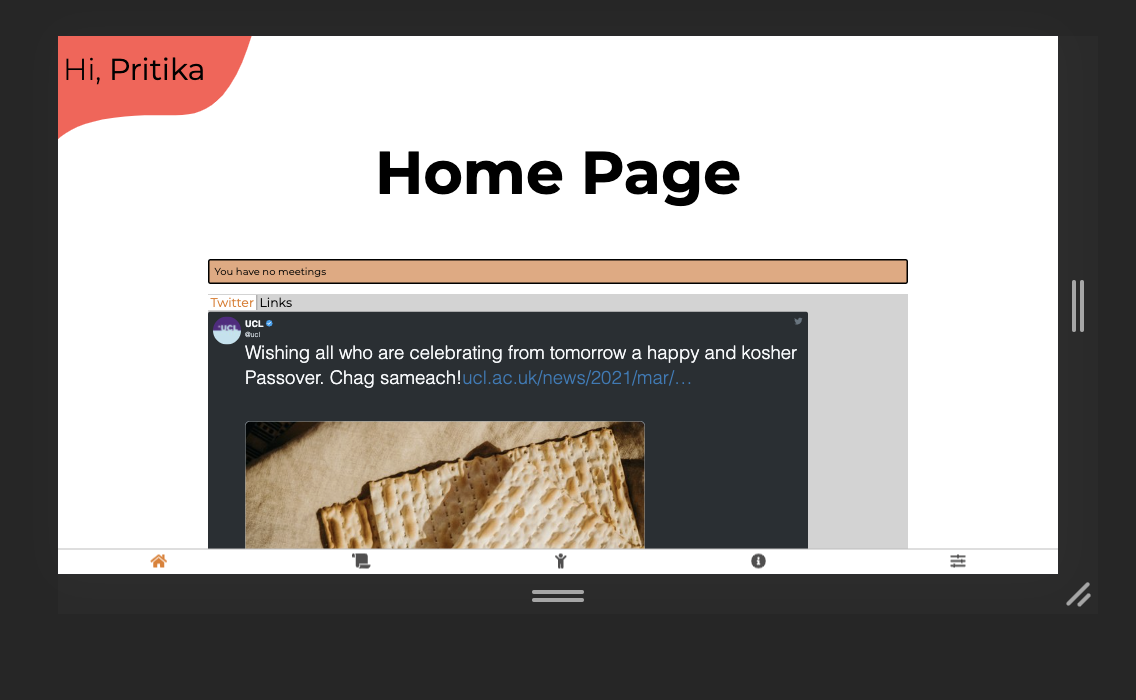 Hi, Pritika
Home Page
You have no meetings
Twitter Links
UCL
UCL
@ucl
Wishing all who are celebrating from tomorrow a happy and kosher
Passover. Chag sameach!ucl.ac.uk/news/2021/mar/…